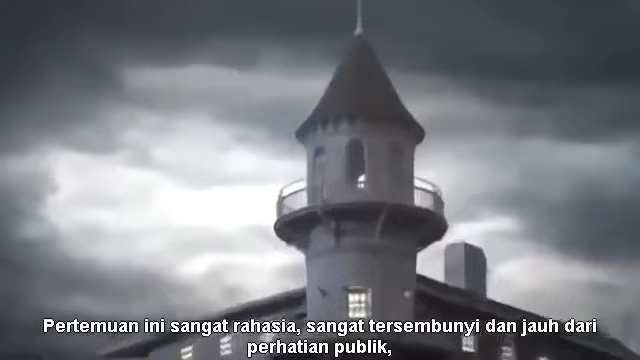 Pertemuan ini sangat rahasia, sangat tersembunyi dan jauh dari
perhatian publik,